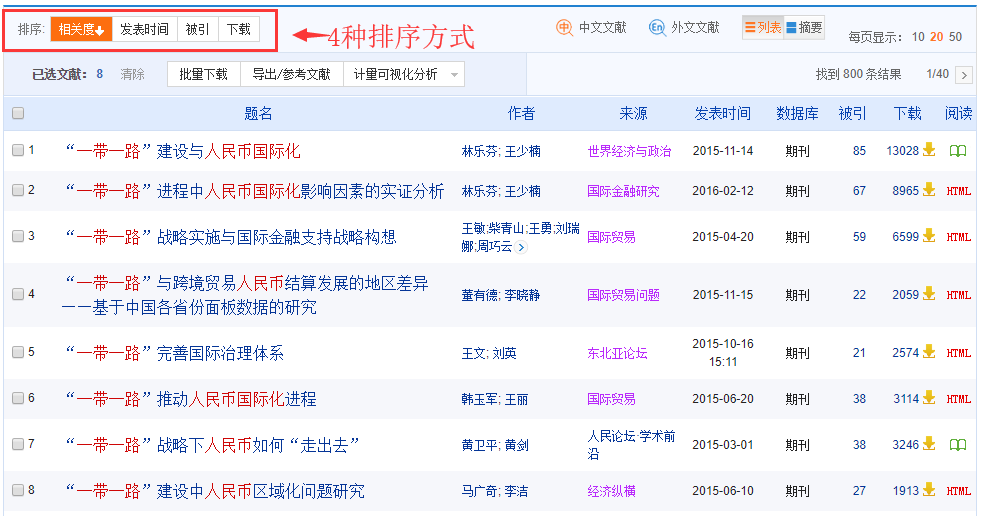 排序: 相关度↓ 发表时间 被引 下载 4种排序方式 中 中文文献 En 外文文献 列表 摘要 每页显示: 10 20 50
已选文献: 8 清除 批量下载 导出/参考文献 计量可视化分析 找到 800 条结果 1/40 >
题名 作者 来源 发表时间 数据库 被引 下载 阅读
1 “一带一路”建设与人民币国际化 林乐芬; 王少楠 世界经济与政治 2015-11-14 期刊 85 13028
2 “一带一路”进程中人民币国际化影响因素的实证分析 林乐芬; 王少楠 国际金融研究 2016-02-12 期刊 67 8965 HTML
3 “一带一路”战略实施与国际金融支持战略构想 王敏;柴青山;王勇;刘瑞
娜;周巧云 > 国际贸易 2015-04-20 期刊 59 6599 HTML
4 “一带一路”与跨境贸易人民币结算发展的地区差异
——基于中国各省份面板数据的研究 董有德; 李晓静 国际贸易问题 2015-11-15 期刊 22 2059 HTML
5 “一带一路”完善国际治理体系 王文; 刘英 东北亚论坛 2015-10-16
15:11 期刊 21 2574 HTML
6 “一带一路”推动人民币国际化进程 韩玉军; 王丽 国际贸易 2015-06-20 期刊 38 3114 HTML
7 “一带一路”战略下人民币如何“走出去” 黄卫平; 黄剑 人民论坛·学术前
沿 2015-03-01 期刊 38 3246
8 “一带一路”建设中人民币区域化问题研究 马广奇; 李洁 经济纵横 2015-06-10 期刊 27 1913 HTML